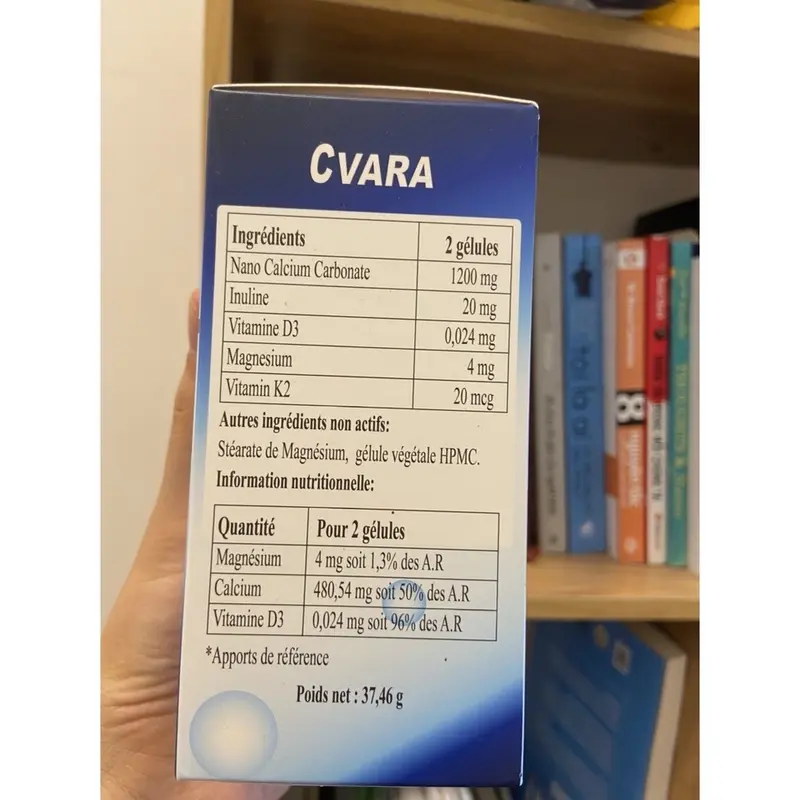 CVARA
Ingrédients 2 gélules
Nano Calcium Carbonate 1200 mg
Inuline 20 mg
Vitamine D3 0,024 mg
Magnesium 4 mg
Vitamin K2 20 mcg
Autres ingrédients non actifs:
Stéarate de Magnésium, gélule végétale HPMC.
Information nutritionnelle:
Quantité Pour 2 gélules
Magnésium 4 mg soit 1,3% des A.R
Calcium 480,54 mg soit 50% des A.R
Vitamine D3 0,024 mg soit 96% des A.R
*Apports de référence
Poids net : 37,46 g
8